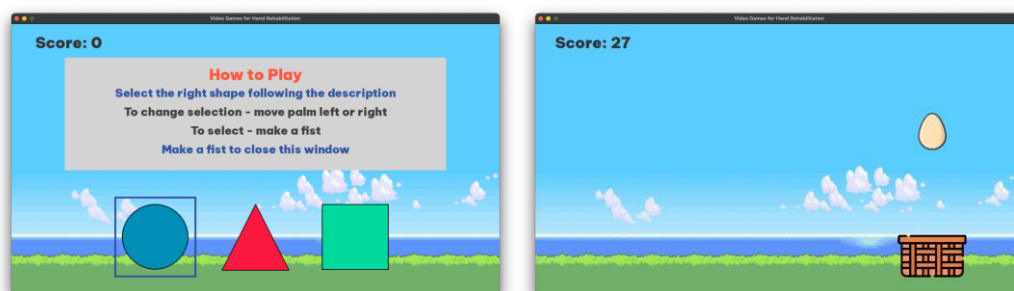 Video Games for Hand Rehabilitation
Score: 0
How to Play
Select the right shape following the description
To change selection - move palm left or right
To select - make a fist
Make a fist to close this window
Video Games for Hand Rehabilitation
Score: 27